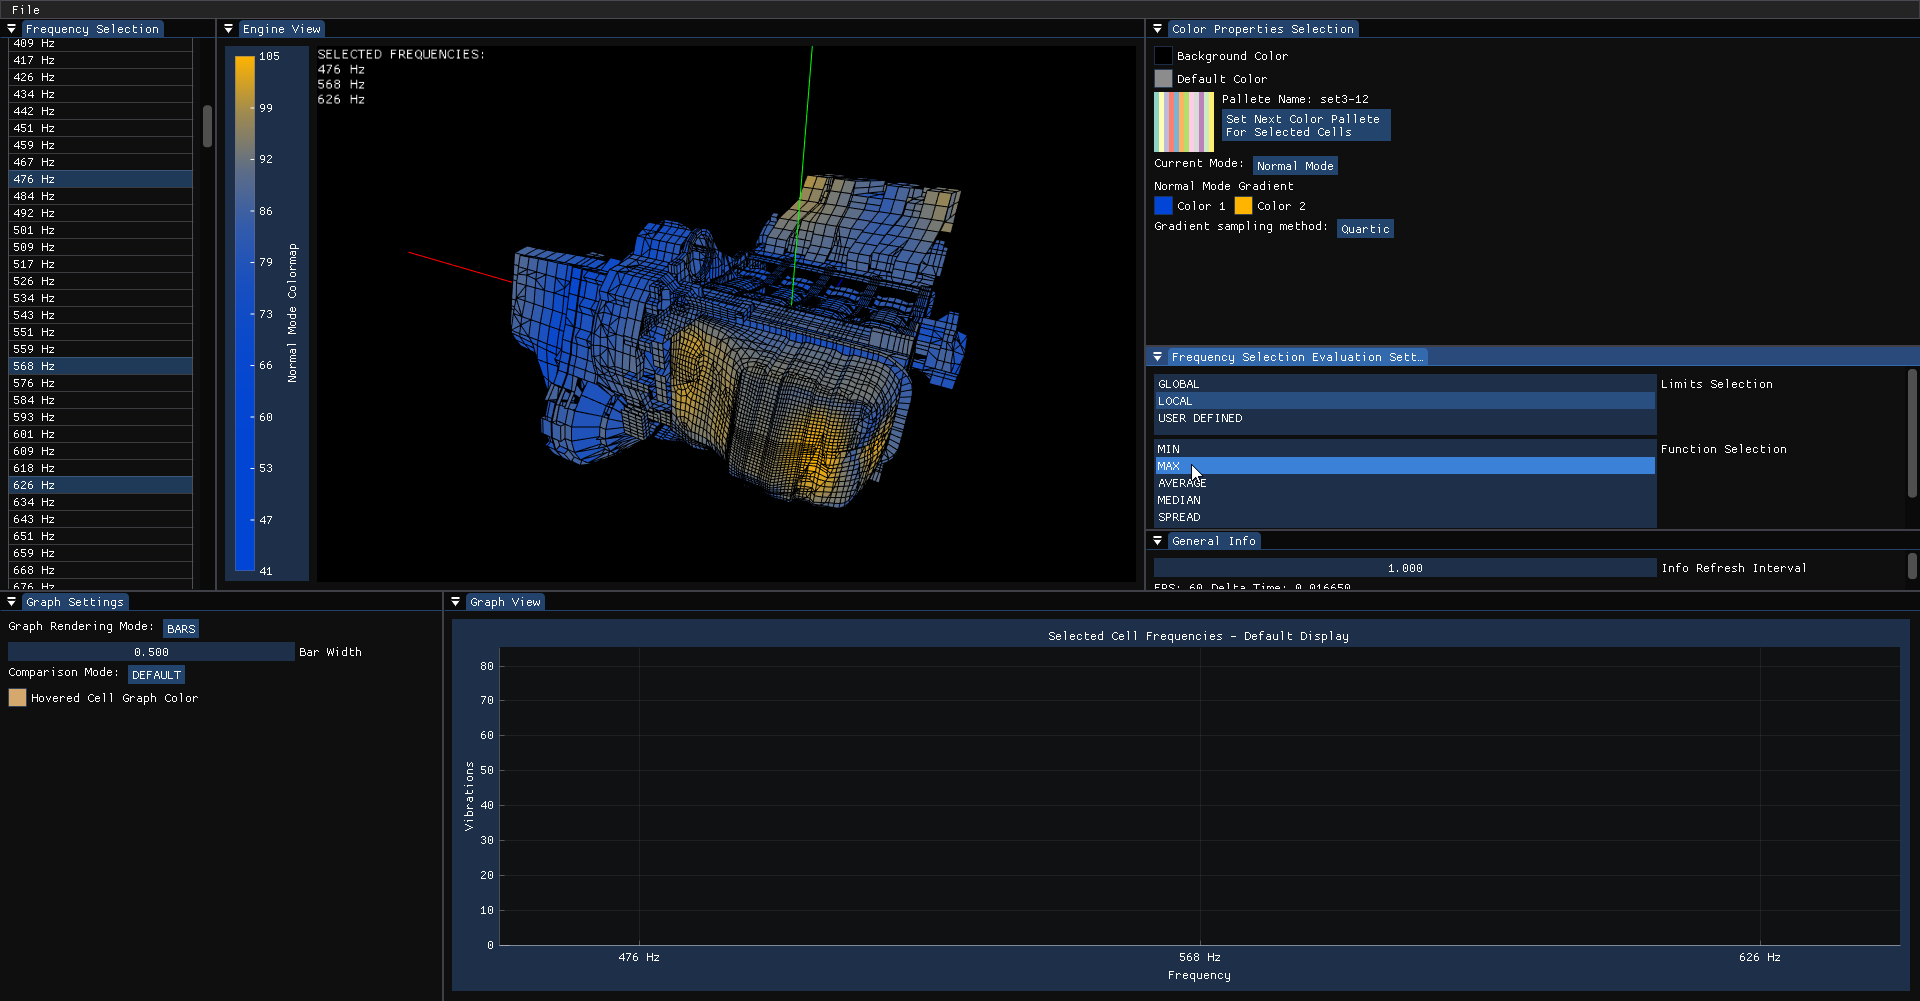 File
Frequency Selection
409 Hz
417 Hz
426 Hz
434 Hz
442 Hz
451 Hz
459 Hz
467 Hz
476 Hz
484 Hz
492 Hz
501 Hz
509 Hz
517 Hz
526 Hz
534 Hz
543 Hz
551 Hz
559 Hz
568 Hz
576 Hz
584 Hz
593 Hz
601 Hz
609 Hz
618 Hz
626 Hz
634 Hz
643 Hz
651 Hz
659 Hz
668 Hz
676 Hz
Engine View
105
99
92
86
79
73
66
60
53
47
41
Normal Mode Colormap
SELECTED FREQUENCIES:
476 Hz
568 Hz
626 Hz
Color Properties Selection
Background Color
Default Color
Pallete Name: set3-12
Set Next Color Pallete
For Selected Cells
Current Mode: Normal Mode
Normal Mode Gradient
Color 1 Color 2
Gradient sampling method: Quartic
Frequency Selection Evaluation Sett…
GLOBAL
LOCAL
USER DEFINED
Limits Selection
MIN
MAX
AVERAGE
MEDIAN
SPREAD
Function Selection
General Info
1.000 Info Refresh Interval
FPS: 60 Delta Time: 0.016650
Graph Settings
Graph Rendering Mode: BARS
0.500 Bar Width
Comparison Mode: DEFAULT
Hovered Cell Graph Color
Graph View
Selected Cell Frequencies - Default Display
80
70
60
50
40
30
20
10
0
Vibrations
476 Hz 568 Hz 626 Hz
Frequency